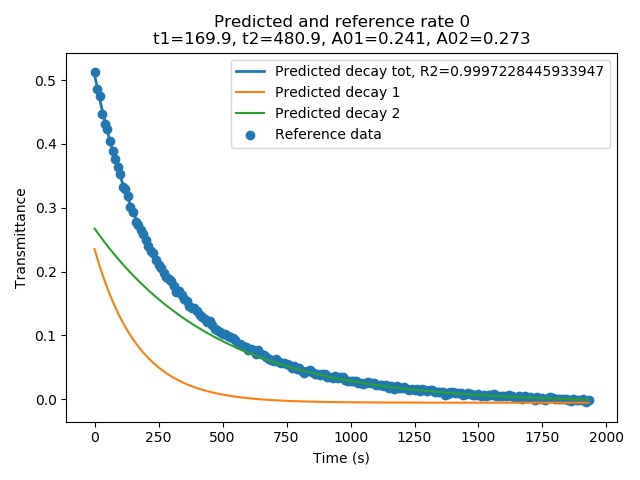 Predicted and reference rate 0
t1=169.9, t2=480.9, A01=0.241, A02=0.273
Predicted decay tot, R2=0.9997228445933947
Predicted decay 1
Predicted decay 2
Reference data
Transmittance
0.5
0.4
0.3
0.2
0.1
0.0
0 250 500 750 1000 1250 1500 1750 2000
Time (s)